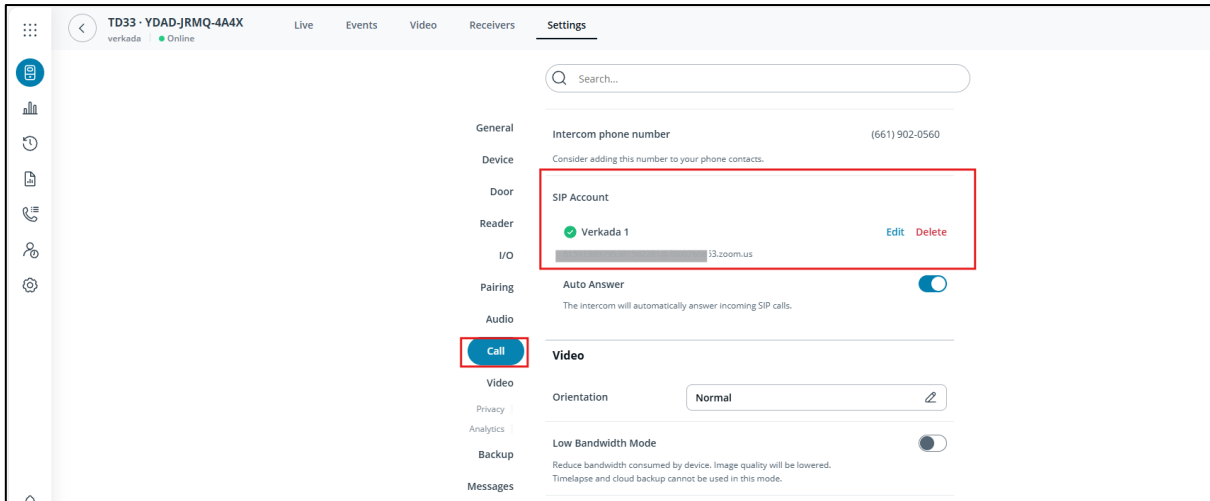 TD33 · YDAD-JRMQ-4A4X
verkada
Online
Live
Events
Video
Receivers
Settings
Search...
General
Device
Door
Reader
I/O
Pairing
Audio
Call
Video
Privacy
Analytics
Backup
Messages
Intercom phone number
(661) 902-0560
Consider adding this number to your phone contacts.
SIP Account
Verkada 1
Edit
Delete
.zoom.us
Auto Answer
The intercom will automatically answer incoming SIP calls.
Video
Orientation
Normal
Low Bandwidth Mode
Reduce bandwidth consumed by device. Image quality will be lowered.
Timelapse and cloud backup cannot be used in this mode.